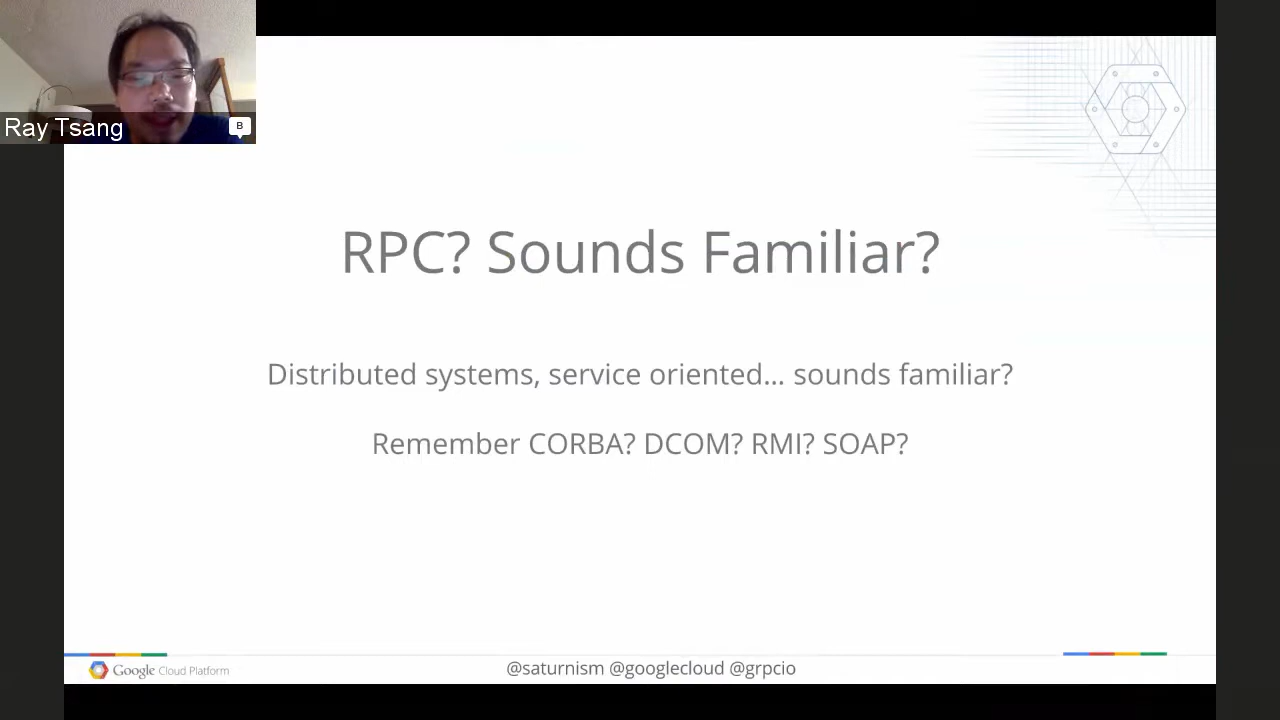 Ray Tsang
B
RPC? Sounds Familiar?
Distributed systems, service oriented... sounds familiar?
Remember CORBA? DCOM? RMI? SOAP?
Google Cloud Platform
@saturnism @googlecloud @grpcio